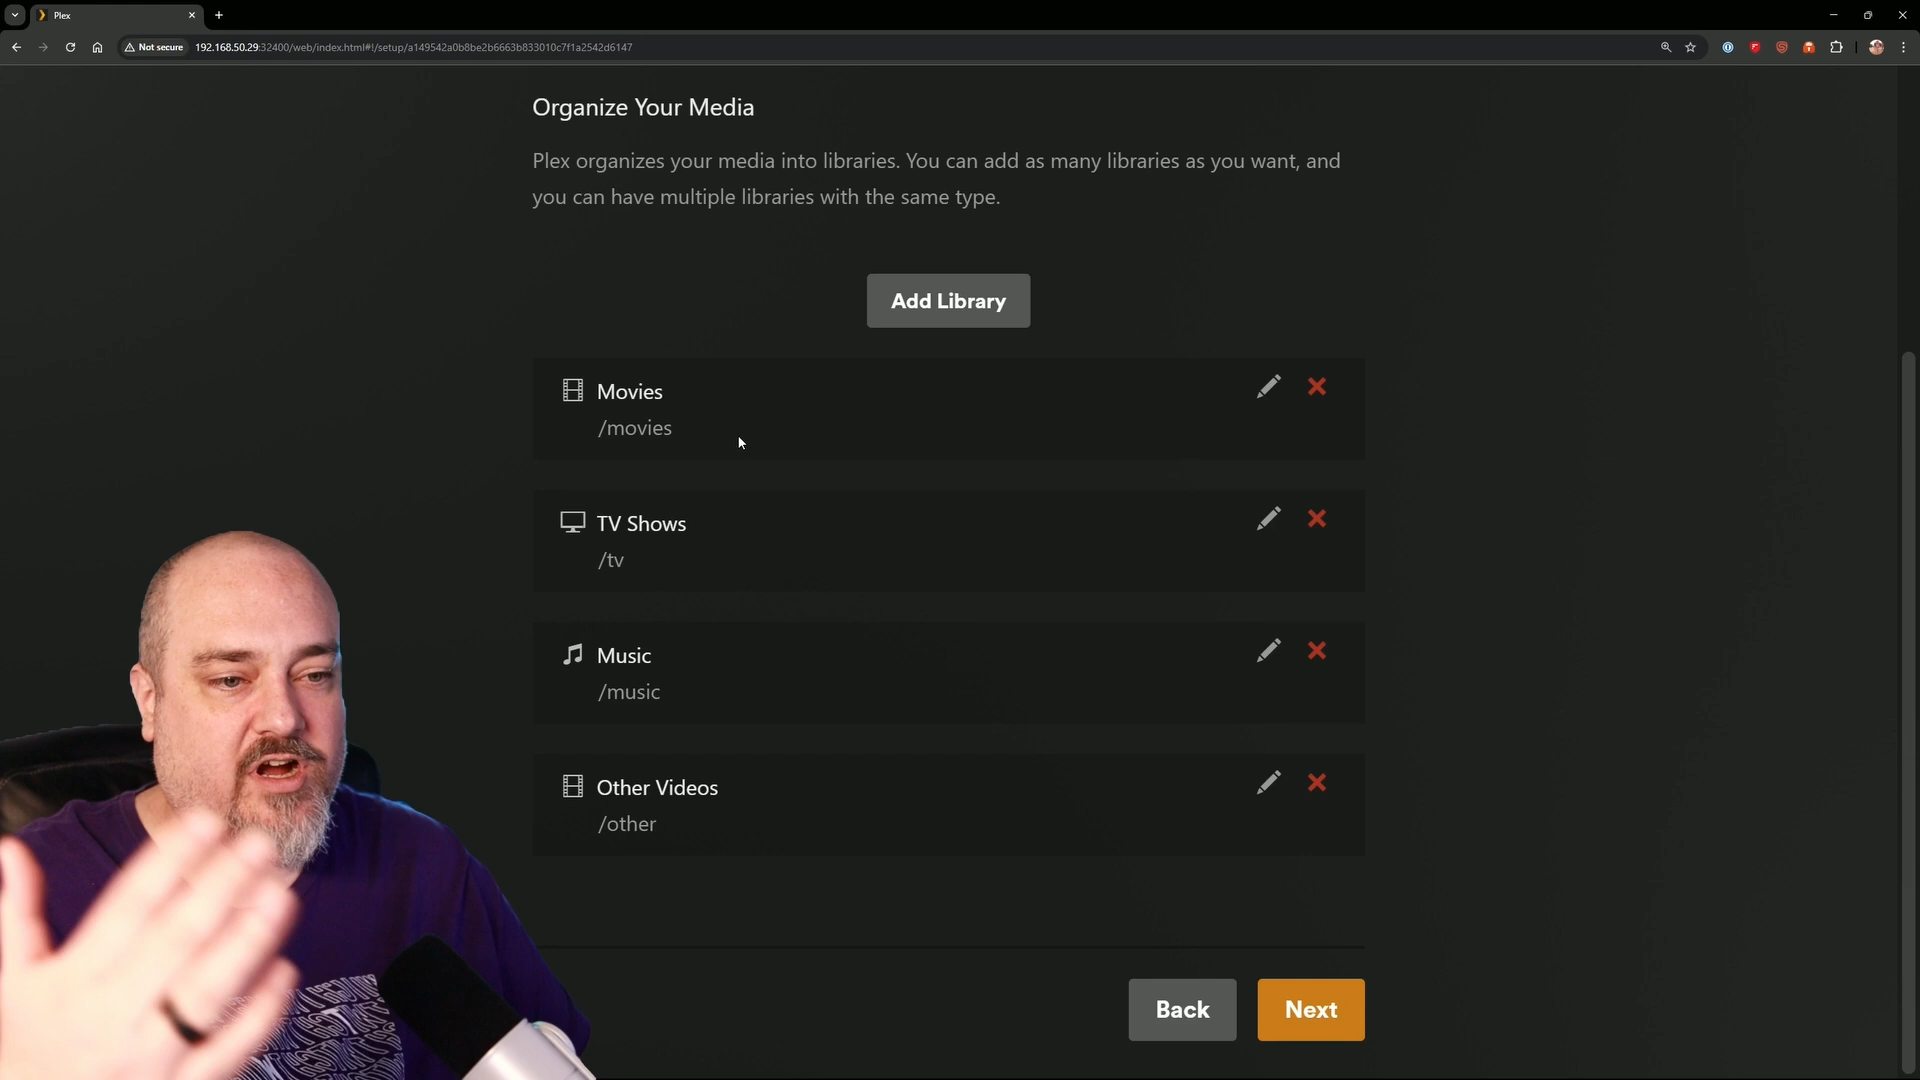 Plex
Not secure
192.168.50.29:32400/web/index.html#!/setup/a149542a0b8be2b6663b833010c7f1a2542d6147
Organize Your Media
Plex organizes your media into libraries. You can add as many libraries as you want, and
you can have multiple libraries with the same type.
Add Library
Movies
/movies
TV Shows
/tv
Music
/music
Other Videos
/other
Back
Next